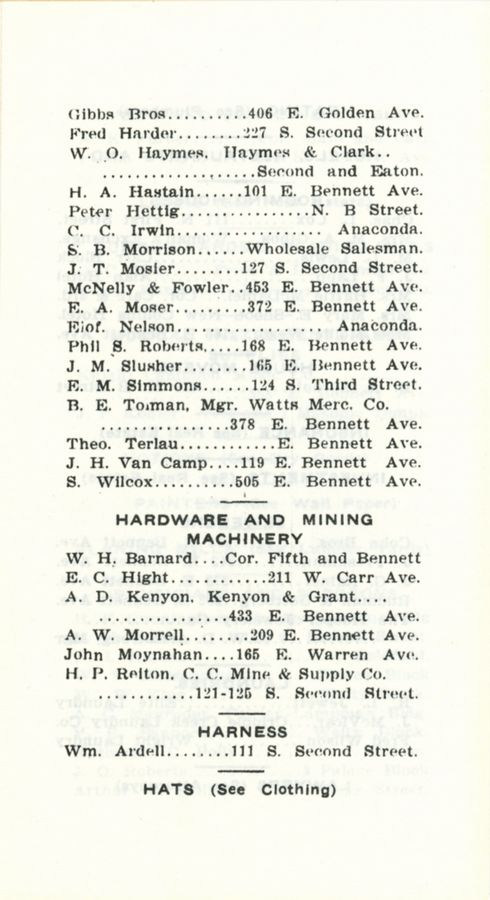 Gibbs Bros..........406 E. Golden Ave.
Fred Harder........227 S. Second Street
W. O. Haymes, Haymes & Clark..
...................Second and Eaton.
H. A. Hastain......101 E. Bennett Ave.
Peter Hettig................N. B Street.
C. C. Irwin.................. Anaconda.
S. B. Morrison......Wholesale Salesman.
J. T. Mosier........127 S. Second Street.
McNelly & Fowler..453 E. Bennett Ave.
E. A. Moser.........372 E. Bennett Ave.
Elof. Nelson.................. Anaconda.
Phil S. Roberts.....168 E. Bennett Ave.
J. M. Slusher........165 E. Bennett Ave.
E. M. Simmons......124 S. Third Street.
B. E. Toiman, Mgr. Watts Merc. Co.
................378 E. Bennett Ave.
Theo. Terlau............E. Bennett Ave.
J. H. Van Camp....119 E. Bennett Ave.
S. Wilcox..........505 E. Bennett Ave.
HARDWARE AND MINING
MACHINERY
W. H. Barnard....Cor. Fifth and Bennett
E. C. Hight............211 W. Carr Ave.
A. D. Kenyon, Kenyon & Grant....
................433 E. Bennett Ave.
A. W. Morrell........209 E. Bennett Ave.
John Moynahan....165 E. Warren Ave.
H. P. Reiton, C. C. Mine & Supply Co.
............121-125 S. Second Street.
HARNESS
Wm. Ardell........111 S. Second Street.
HATS (See Clothing)